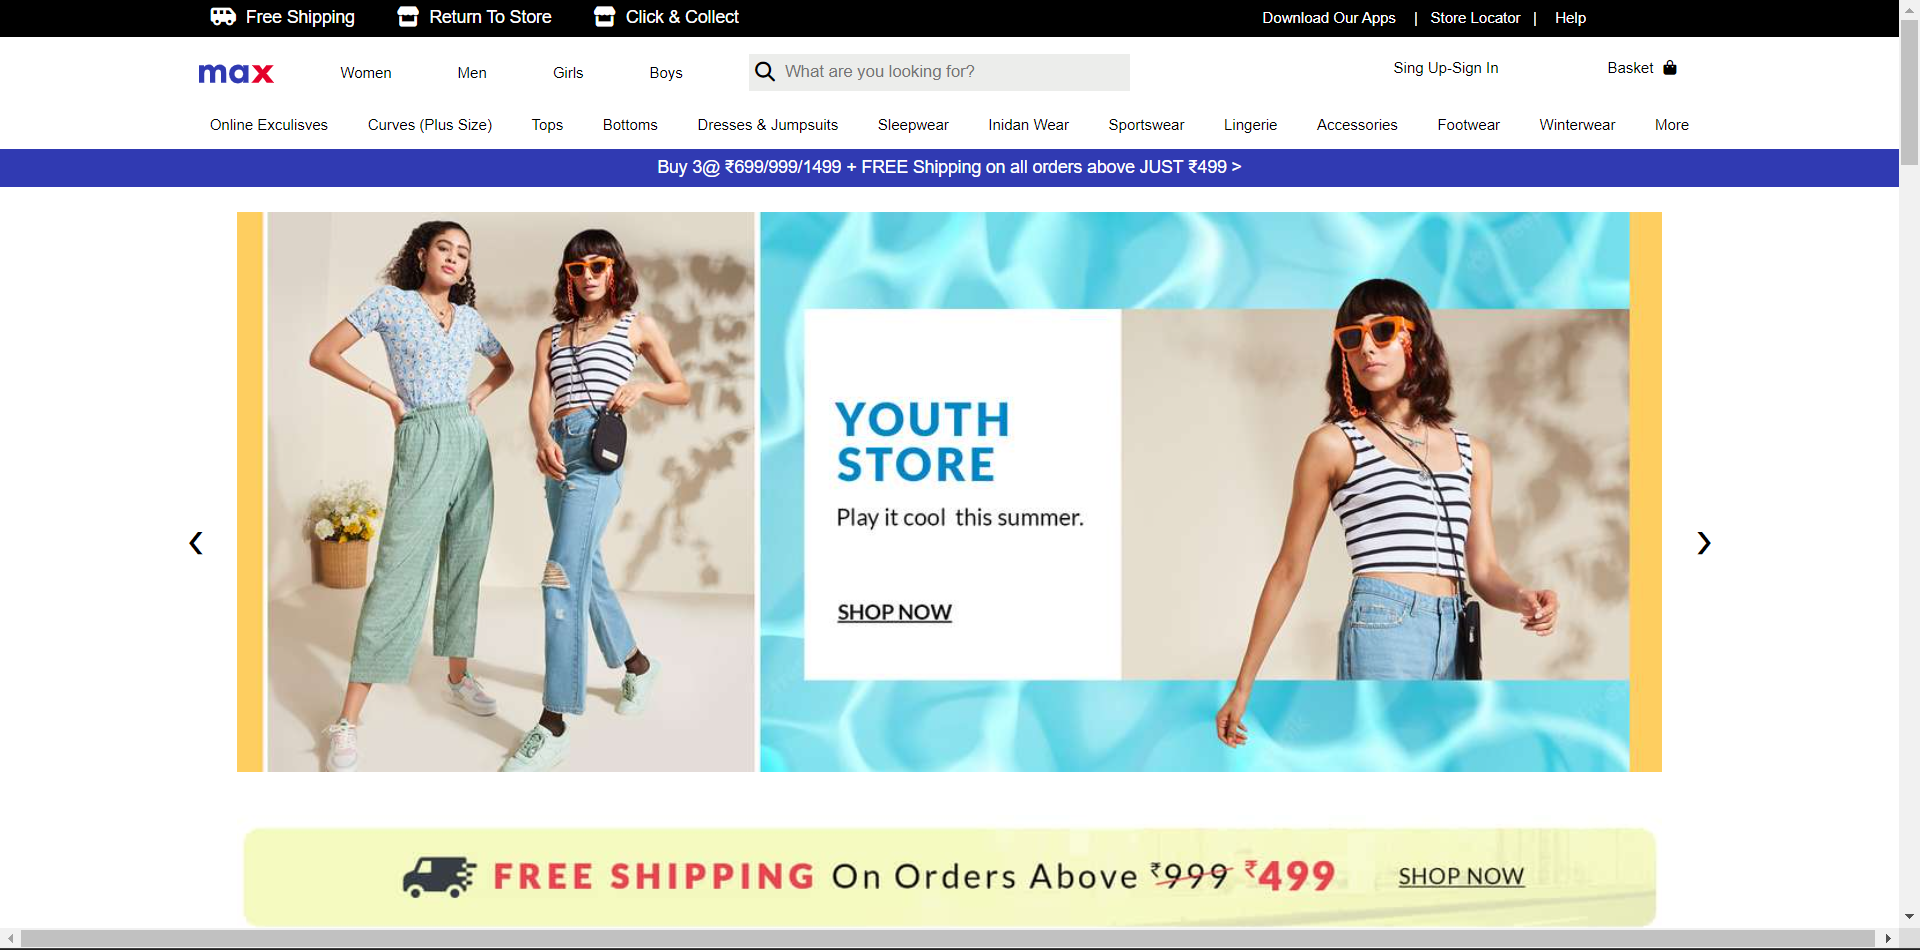 Free Shipping Return To Store Click & Collect Download Our Apps | Store Locator | Help
max Women Men Girls Boys What are you looking for? Sing Up-Sign In Basket
Online Exculisves Curves (Plus Size) Tops Bottoms Dresses & Jumpsuits Sleepwear Inidan Wear Sportswear Lingerie Accessories Footwear Winterwear More
Buy 3@ ₹699/999/1499 + FREE Shipping on all orders above JUST ₹499 >
YOUTH
STORE
Play it cool this summer.
SHOP NOW
FREE SHIPPING On Orders Above ₹999 ₹499 SHOP NOW